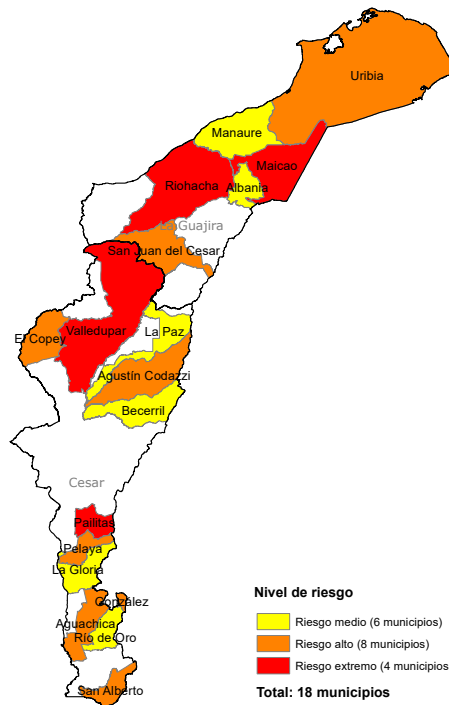 Uribia
Manaure
Maicao
Riohacha
Albania
La Guajira
San Juan del Cesar
Valledupar
La Paz
El Copey
Agustín Codazzi
Becerril
Cesar
Pailitas
Pelaya
La Gloria
González
Aguachica
Río de Oro
San Alberto
Nivel de riesgo
Riesgo medio (6 municipios)
Riesgo alto (8 municipios)
Riesgo extremo (4 municipios
Total: 18 municipios